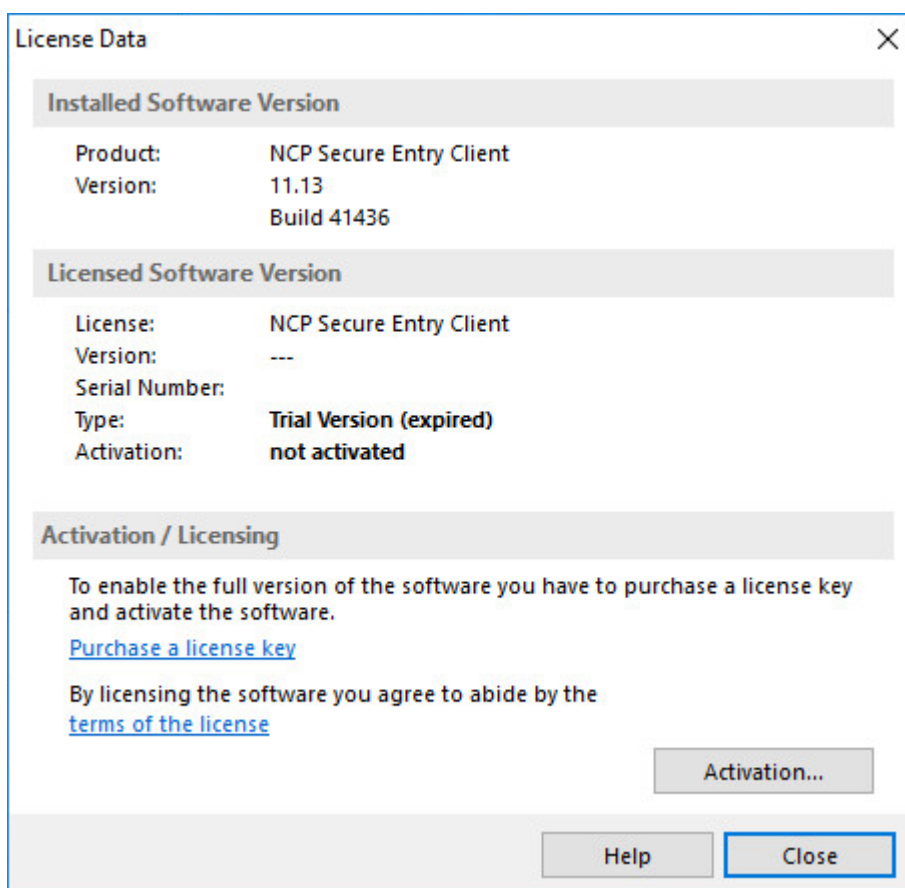 License Data
Installed Software Version
Product: NCP Secure Entry Client
Version: 11.13
Build 41436
Licensed Software Version
License: NCP Secure Entry Client
Version: ---
Serial Number:
Type: Trial Version (expired)
Activation: not activated
Activation / Licensing
To enable the full version of the software you have to purchase a license key
and activate the software.
Purchase a license key
By licensing the software you agree to abide by the
terms of the license
Activation...
Help Close